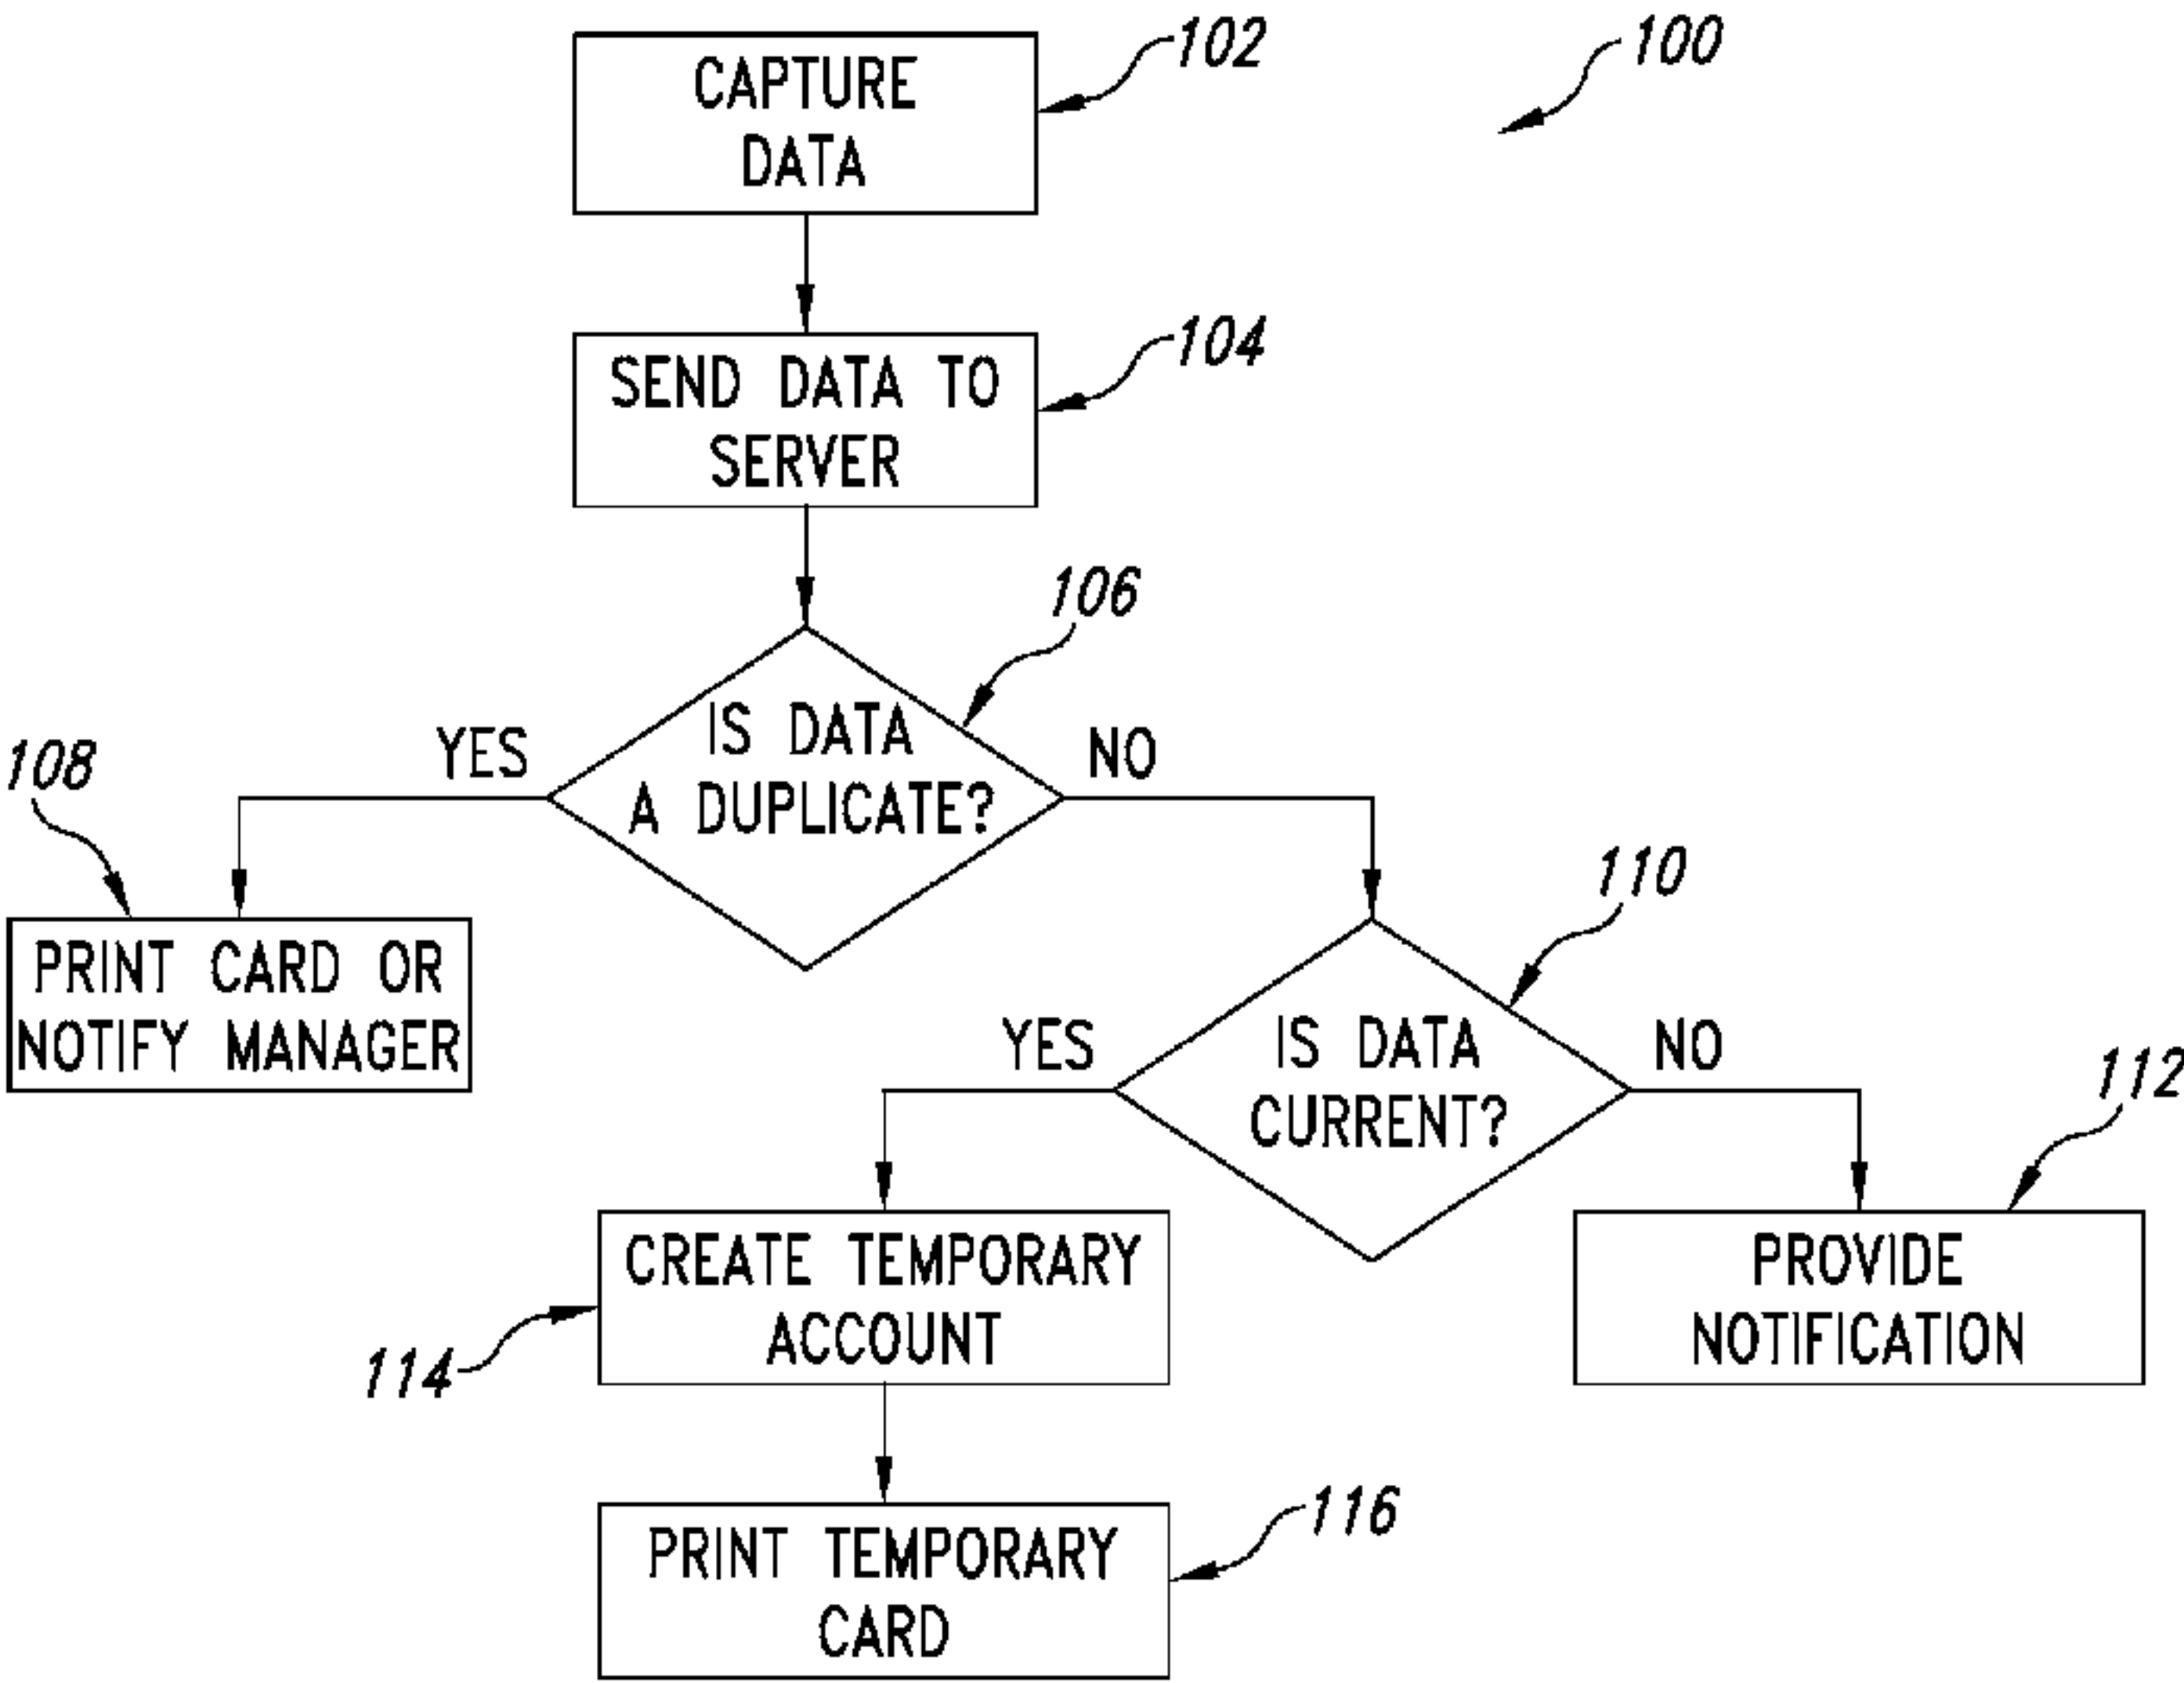 CAPTURE
DATA
102
100
SEND DATA TO
SERVER
104
106
IS DATA
A DUPLICATE?
YES
NO
108
PRINT CARD OR
NOTIFY MANAGER
110
IS DATA
CURRENT?
YES
NO
112
CREATE TEMPORARY
ACCOUNT
114
PROVIDE
NOTIFICATION
PRINT TEMPORARY
CARD
116